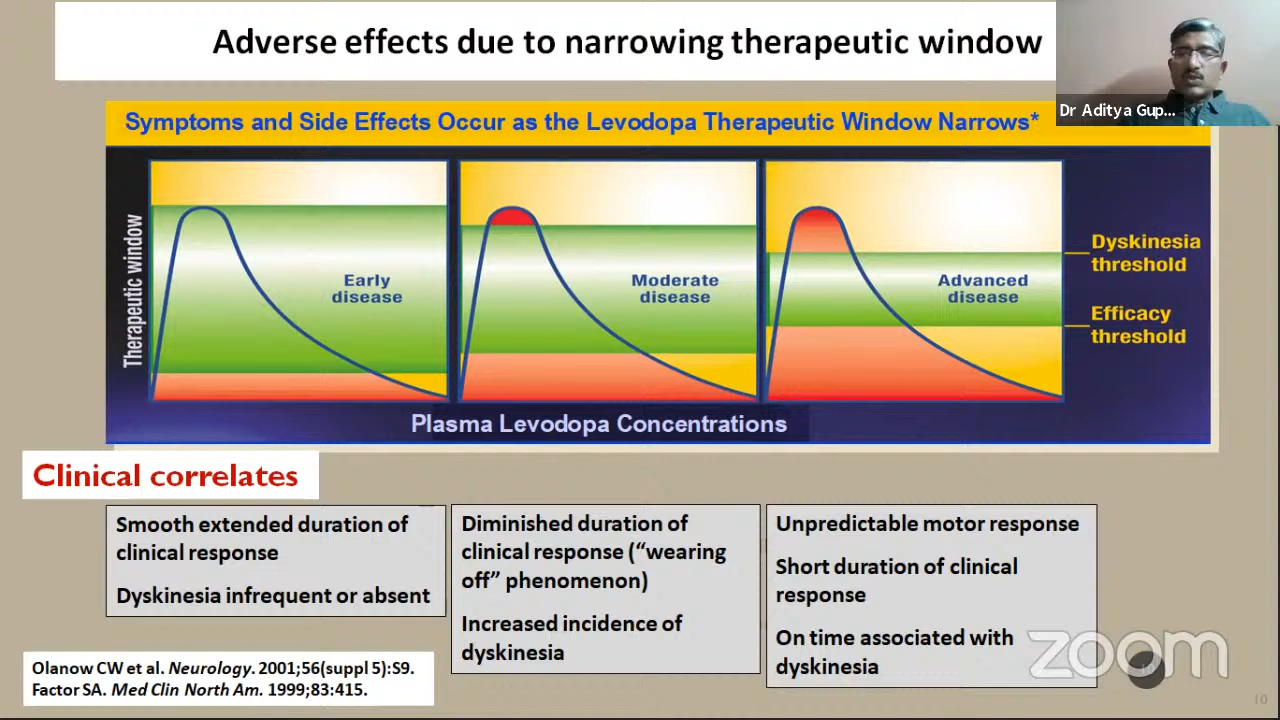 Adverse effects due to narrowing therapeutic window
Dr Aditya Gup...
Symptoms and Side Effects Occur as the Levodopa Therapeutic Window Narrows*
Therapeutic window
Early
disease
Moderate
disease
Advanced
disease
Dyskinesia
threshold
Efficacy
threshold
Plasma Levodopa Concentrations
Clinical correlates
Smooth extended duration of
clinical response
Dyskinesia infrequent or absent
Diminished duration of
clinical response (“wearing
off” phenomenon)
Increased incidence of
dyskinesia
Unpredictable motor response
Short duration of clinical
response
On time associated with
dyskinesia
Olanow CW et al. Neurology. 2001;56(suppl 5):S9.
Factor SA. Med Clin North Am. 1999;83:415.
zoom
10